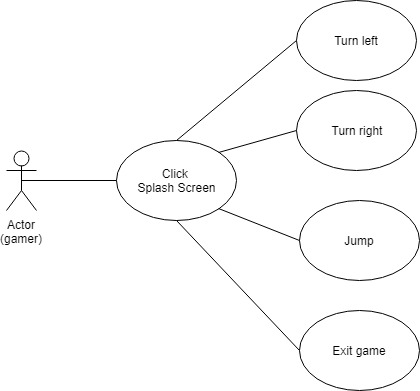 Turn left
Turn right
Click
Splash Screen
Actor
(gamer)
Jump
Exit game